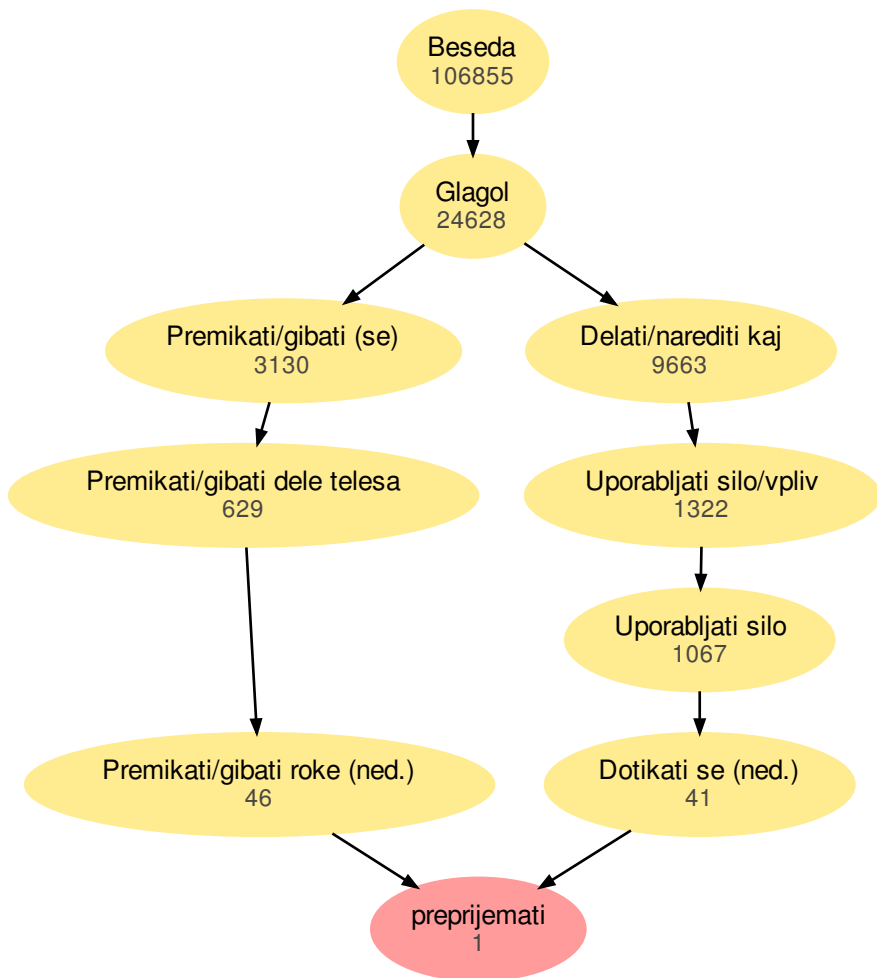 Beseda
106855
Glagol
24628
Premikati/gibati (se)
3130
Delati/narediti kaj
9663
Premikati/gibati dele telesa
629
Uporabljati silo/vpliv
1322
Uporabljati silo
1067
Premikati/gibati roke (ned.)
46
Dotikati se (ned.)
41
preprijemati
1